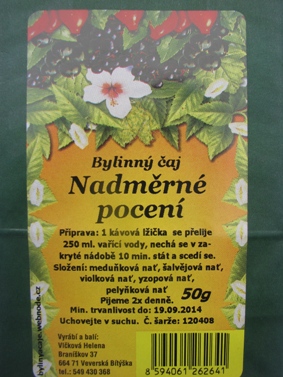 Bylinný čaj
Nadměrné
pocení
Příprava: 1 kávová lžička se přelije
250 ml. vařící vody, nechá se v za-
kryté nádobě 10 min. stát a scedí se.
Složení: meduňková nať, šalvějová nať,
violková nať, yzopová nať,
pelyňková nať
Pijeme 2x denně. 50g
Min. trvanlivost do 19.09.2014
Uchovejte v suchu. Č. šarže: 120408
Vyrábí a balí:
Vlčková Helena
Braníškov 37
664 71 Veverská Bítýška
tel.: 549 430 368
8 594061 262641